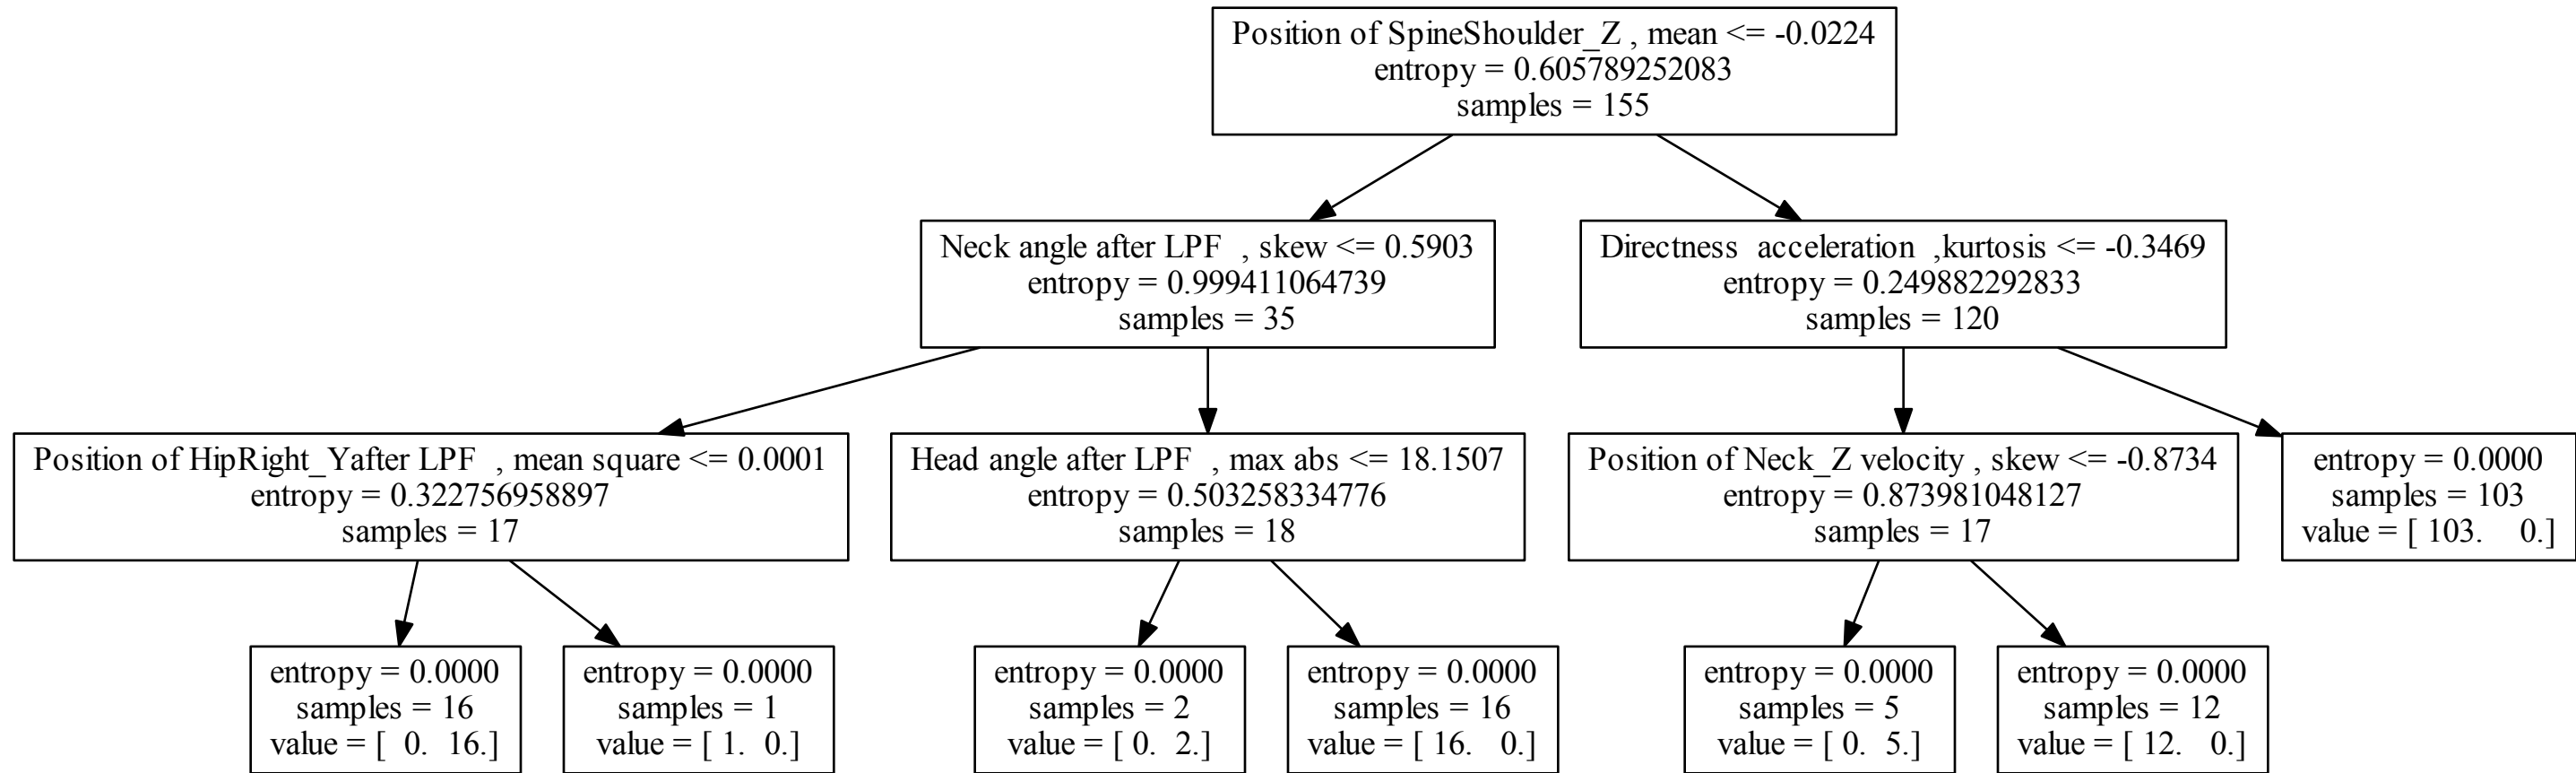 Position of SpineShoulder_Z , mean <= -0.0224
entropy = 0.605789252083
samples = 155
Neck angle after LPF  , skew <= 0.5903
entropy = 0.999411064739
samples = 35
Directness  acceleration  ,kurtosis <= -0.3469
entropy = 0.249882292833
samples = 120
Position of HipRight_Yafter LPF  , mean square <= 0.0001
entropy = 0.322756958897
samples = 17
Head angle after LPF  , max abs <= 18.1507
entropy = 0.503258334776
samples = 18
Position of Neck_Z velocity , skew <= -0.8734
entropy = 0.873981048127
samples = 17
entropy = 0.0000
samples = 103
value = [ 103.    0.]
entropy = 0.0000
samples = 16
value = [  0.  16.]
entropy = 0.0000
samples = 1
value = [ 1.  0.]
entropy = 0.0000
samples = 2
value = [ 0.  2.]
entropy = 0.0000
samples = 16
value = [ 16.   0.]
entropy = 0.0000
samples = 5
value = [ 0.  5.]
entropy = 0.0000
samples = 12
value = [ 12.   0.]